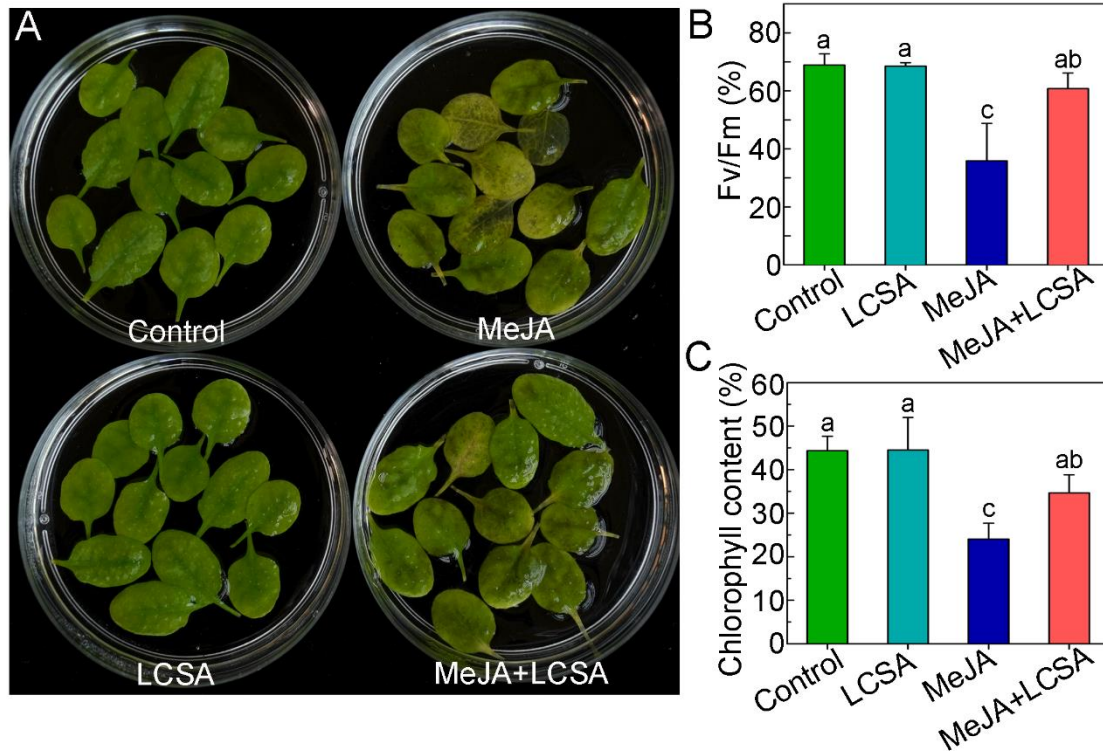 A
Control
MeJA
LCSA
MeJA+LCSA
B
Fv/Fm (%)
80
60
40
20
0
a
a
c
ab
Control
LCSA
MeJA
MeJA+LCSA
C
Chlorophyll content (%)
60
50
40
30
20
10
0
a
a
c
ab
Control
LCSA
MeJA
MeJA+LCSA